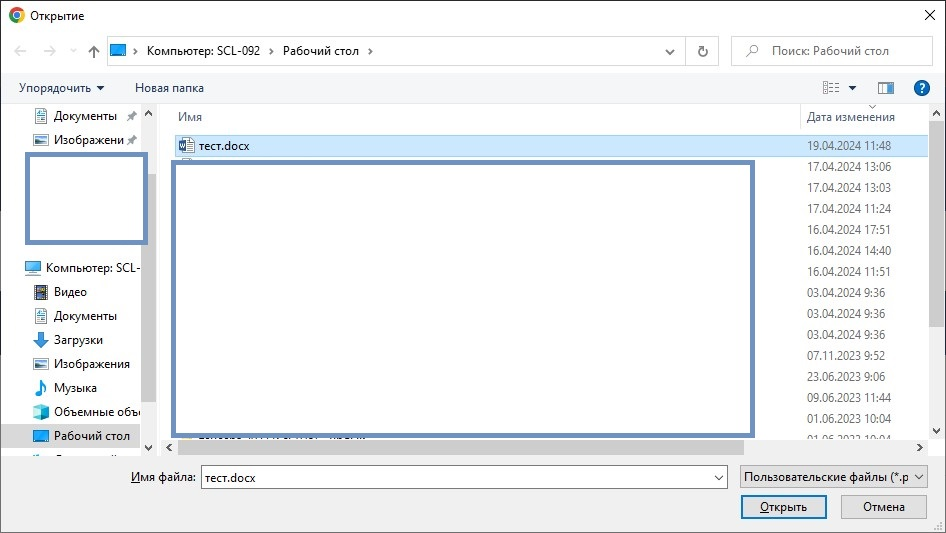 Открытие
Компьютер: SCL-092 Рабочий стол
Поиск: Рабочий стол
Упорядочить Новая папка
Имя Дата изменения
Документы
Изображени
Компьютер: SCL-
Видео
Документы
Загрузки
Изображения
Музыка
Объемные объе
Рабочий стол
тест.docx 19.04.2024 11:48
17.04.2024 13:06
17.04.2024 13:03
17.04.2024 11:24
16.04.2024 17:51
16.04.2024 14:40
16.04.2024 11:51
03.04.2024 9:36
03.04.2024 9:36
03.04.2024 9:36
07.11.2023 9:52
23.06.2023 9:06
09.06.2023 11:44
01.06.2023 10:04
Имя файла: тест.docx Пользовательские файлы (*.p
Открыть Отмена